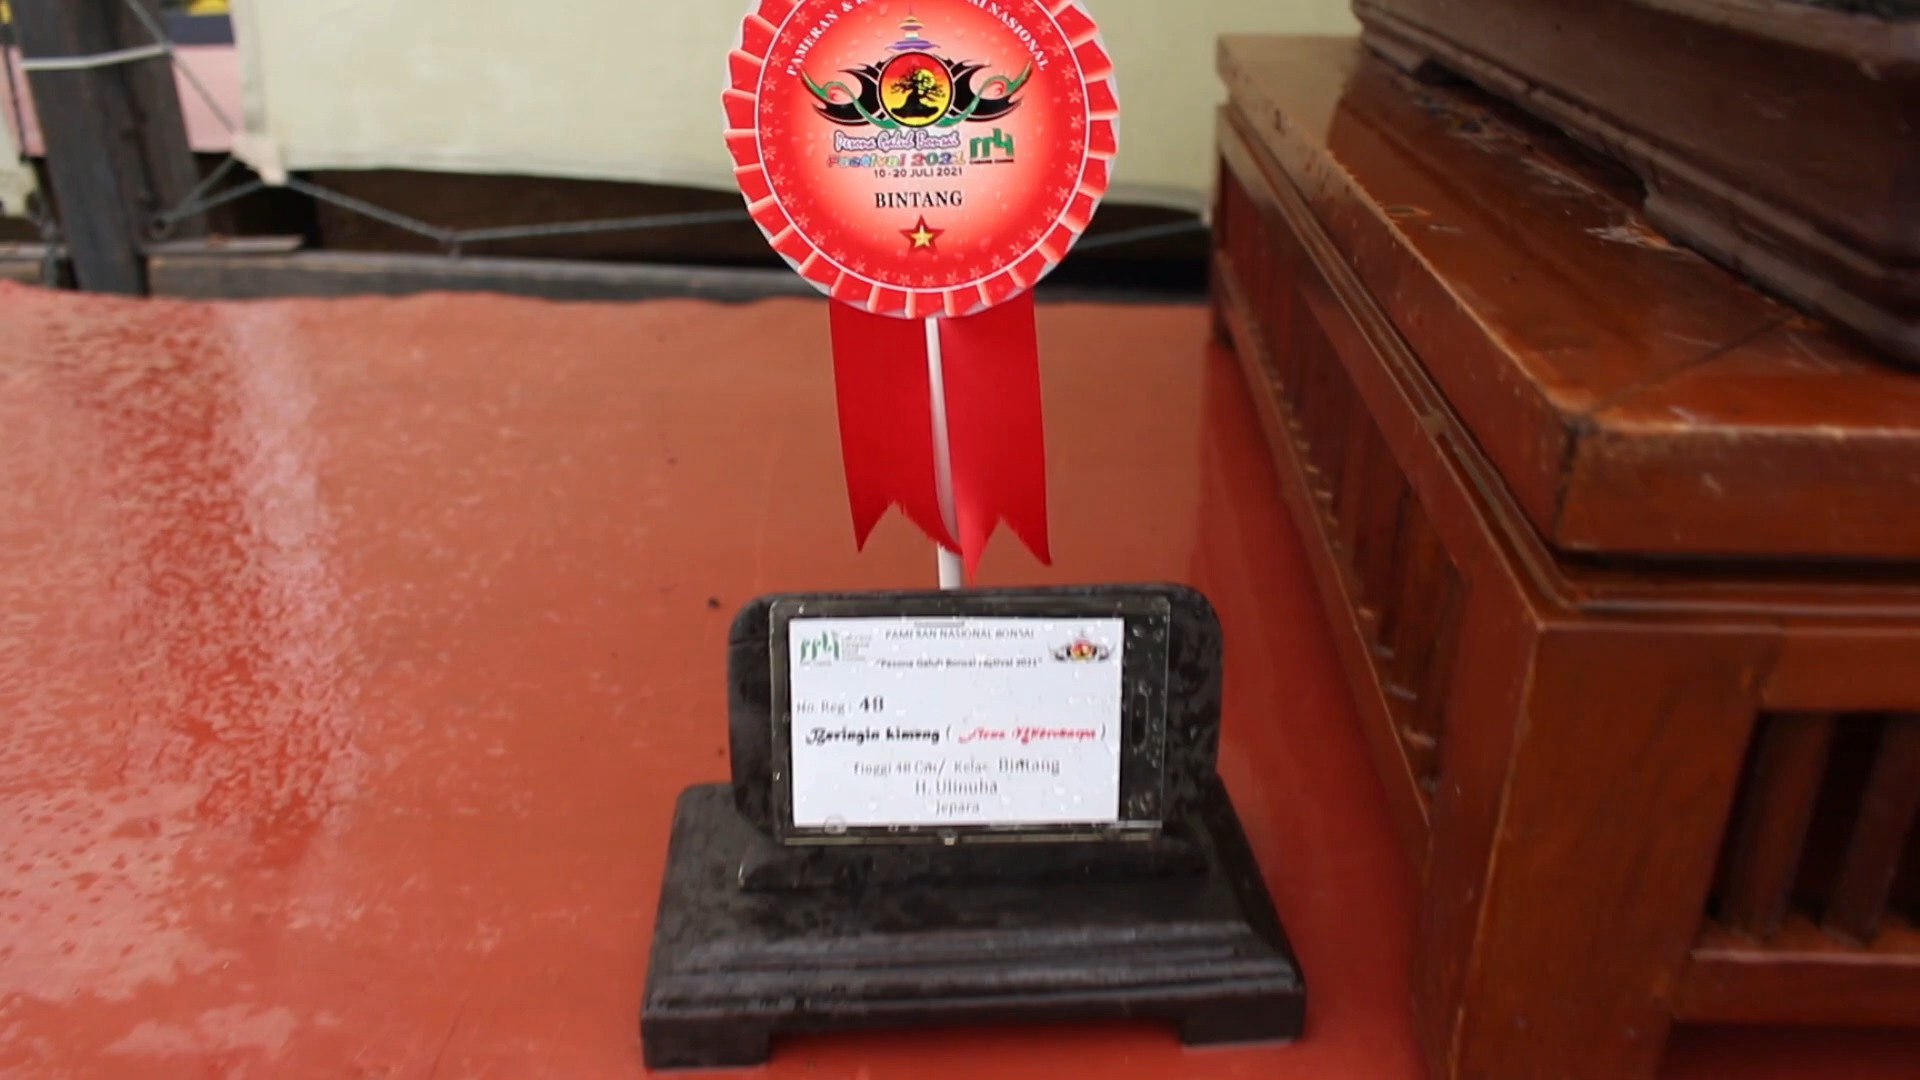 PAMERAN & NASIONAL
Pesona Galuh Bonsai
Festival 2021
10 - 20 JULI 2021
BINTANG
PAMERAN NASIONAL BONSAI
"Pesona Galuh Bonsai Festival 2021"
No. Reg : 48
Beringin kimeng (
Tinggi 48 Cm/ Kelas Bintang
H. Ulinuha
Jepara